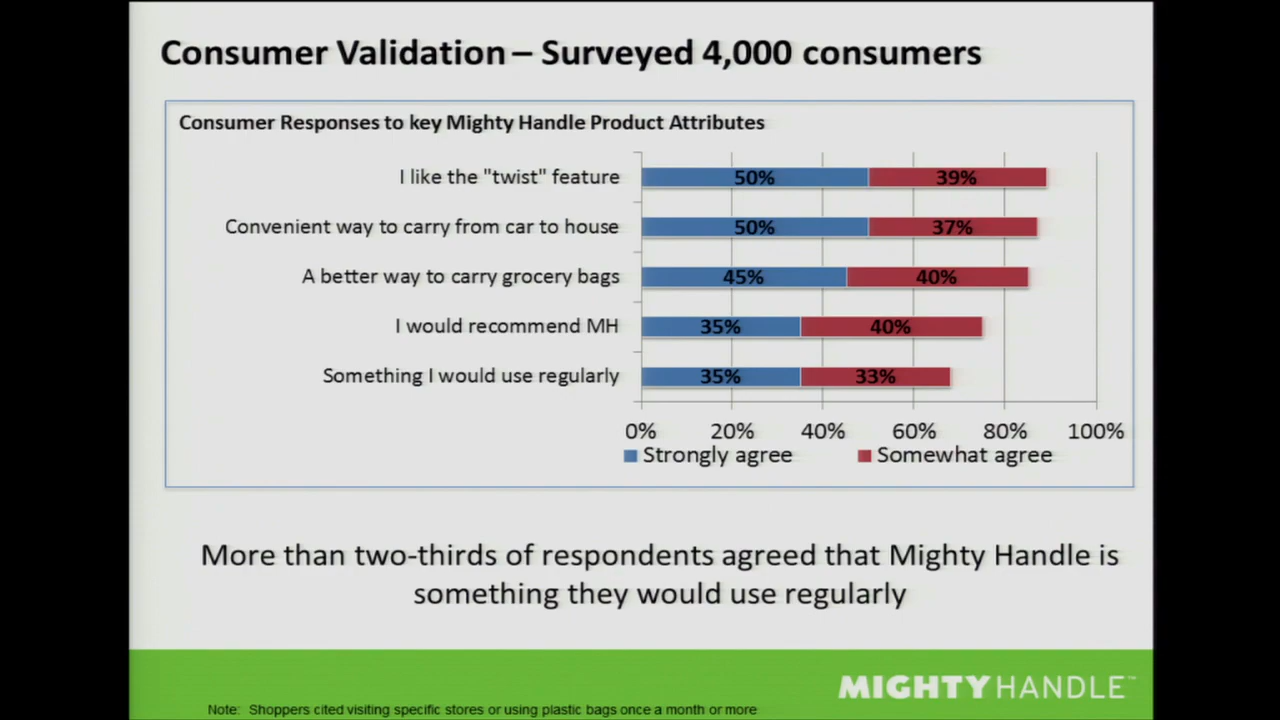 Consumer Validation – Surveyed 4,000 consumers
Consumer Responses to key Mighty Handle Product Attributes
I like the "twist" feature
50%
39%
Convenient way to carry from car to house
50%
37%
A better way to carry grocery bags
45%
40%
I would recommend MH
35%
40%
Something I would use regularly
35%
33%
0% 20% 40% 60% 80% 100%
Strongly agree
Somewhat agree
More than two-thirds of respondents agreed that Mighty Handle is
something they would use regularly
MIGHTYHANDLE™
Note: Shoppers cited visiting specific stores or using plastic bags once a month or more